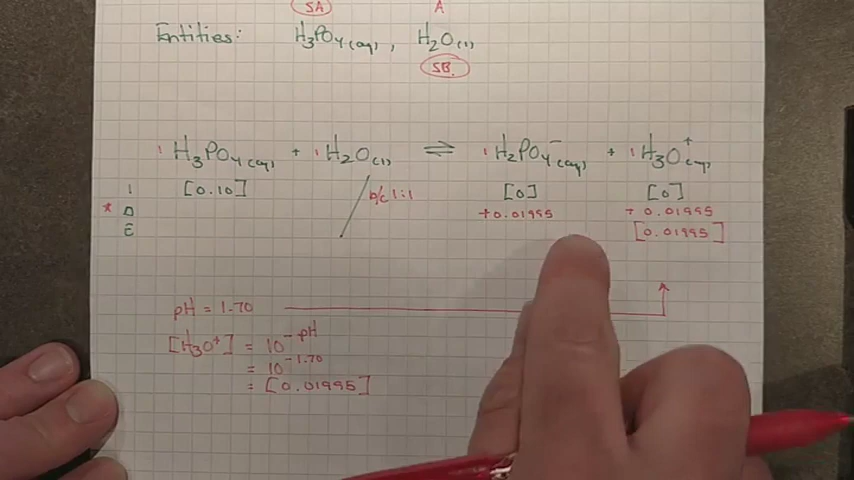 SA A
Entities: H₃PO₄(aq), H₂O(l)
SB.
1 H₃PO₄(aq) + 1 H₂O(l) ⇌ 1 H₂PO₄⁻(aq) + 1 H₃O⁺(aq)
I [0.10] b/c 1:1 [0] [0]
* Δ +0.01995 + 0.01995
E [0.01995]
pH = 1.70
[H₃O⁺] = 10^-pH
= 10^-1.70
= [0.01995]